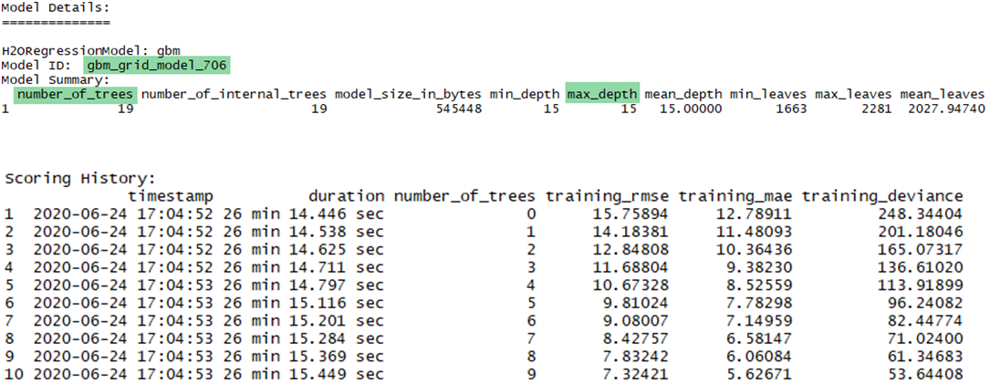 Model Details:
==============
H2ORegressionModel: gbm
Model ID: gbm_grid_model_706
Model Summary:
number_of_trees number_of_internal_trees model_size_in_bytes min_depth max_depth mean_depth min_leaves max_leaves mean_leaves
1 19 19 545448 15 15 15.00000 1663 2281 2027.94740
Scoring History:
timestamp duration number_of_trees training_rmse training_mae training_deviance
1 2020-06-24 17:04:52 26 min 14.446 sec 0 15.75894 12.78911 248.34404
2 2020-06-24 17:04:52 26 min 14.538 sec 1 14.18381 11.48093 201.18046
3 2020-06-24 17:04:52 26 min 14.625 sec 2 12.84808 10.36436 165.07317
4 2020-06-24 17:04:52 26 min 14.711 sec 3 11.68804 9.38230 136.61020
5 2020-06-24 17:04:53 26 min 14.797 sec 4 10.67328 8.52559 113.91899
6 2020-06-24 17:04:53 26 min 15.116 sec 5 9.81024 7.78298 96.24082
7 2020-06-24 17:04:53 26 min 15.201 sec 6 9.08007 7.14959 82.44774
8 2020-06-24 17:04:53 26 min 15.284 sec 7 8.42757 6.58147 71.02400
9 2020-06-24 17:04:53 26 min 15.369 sec 8 7.83242 6.06084 61.34683
10 2020-06-24 17:04:53 26 min 15.449 sec 9 7.32421 5.62671 53.64408